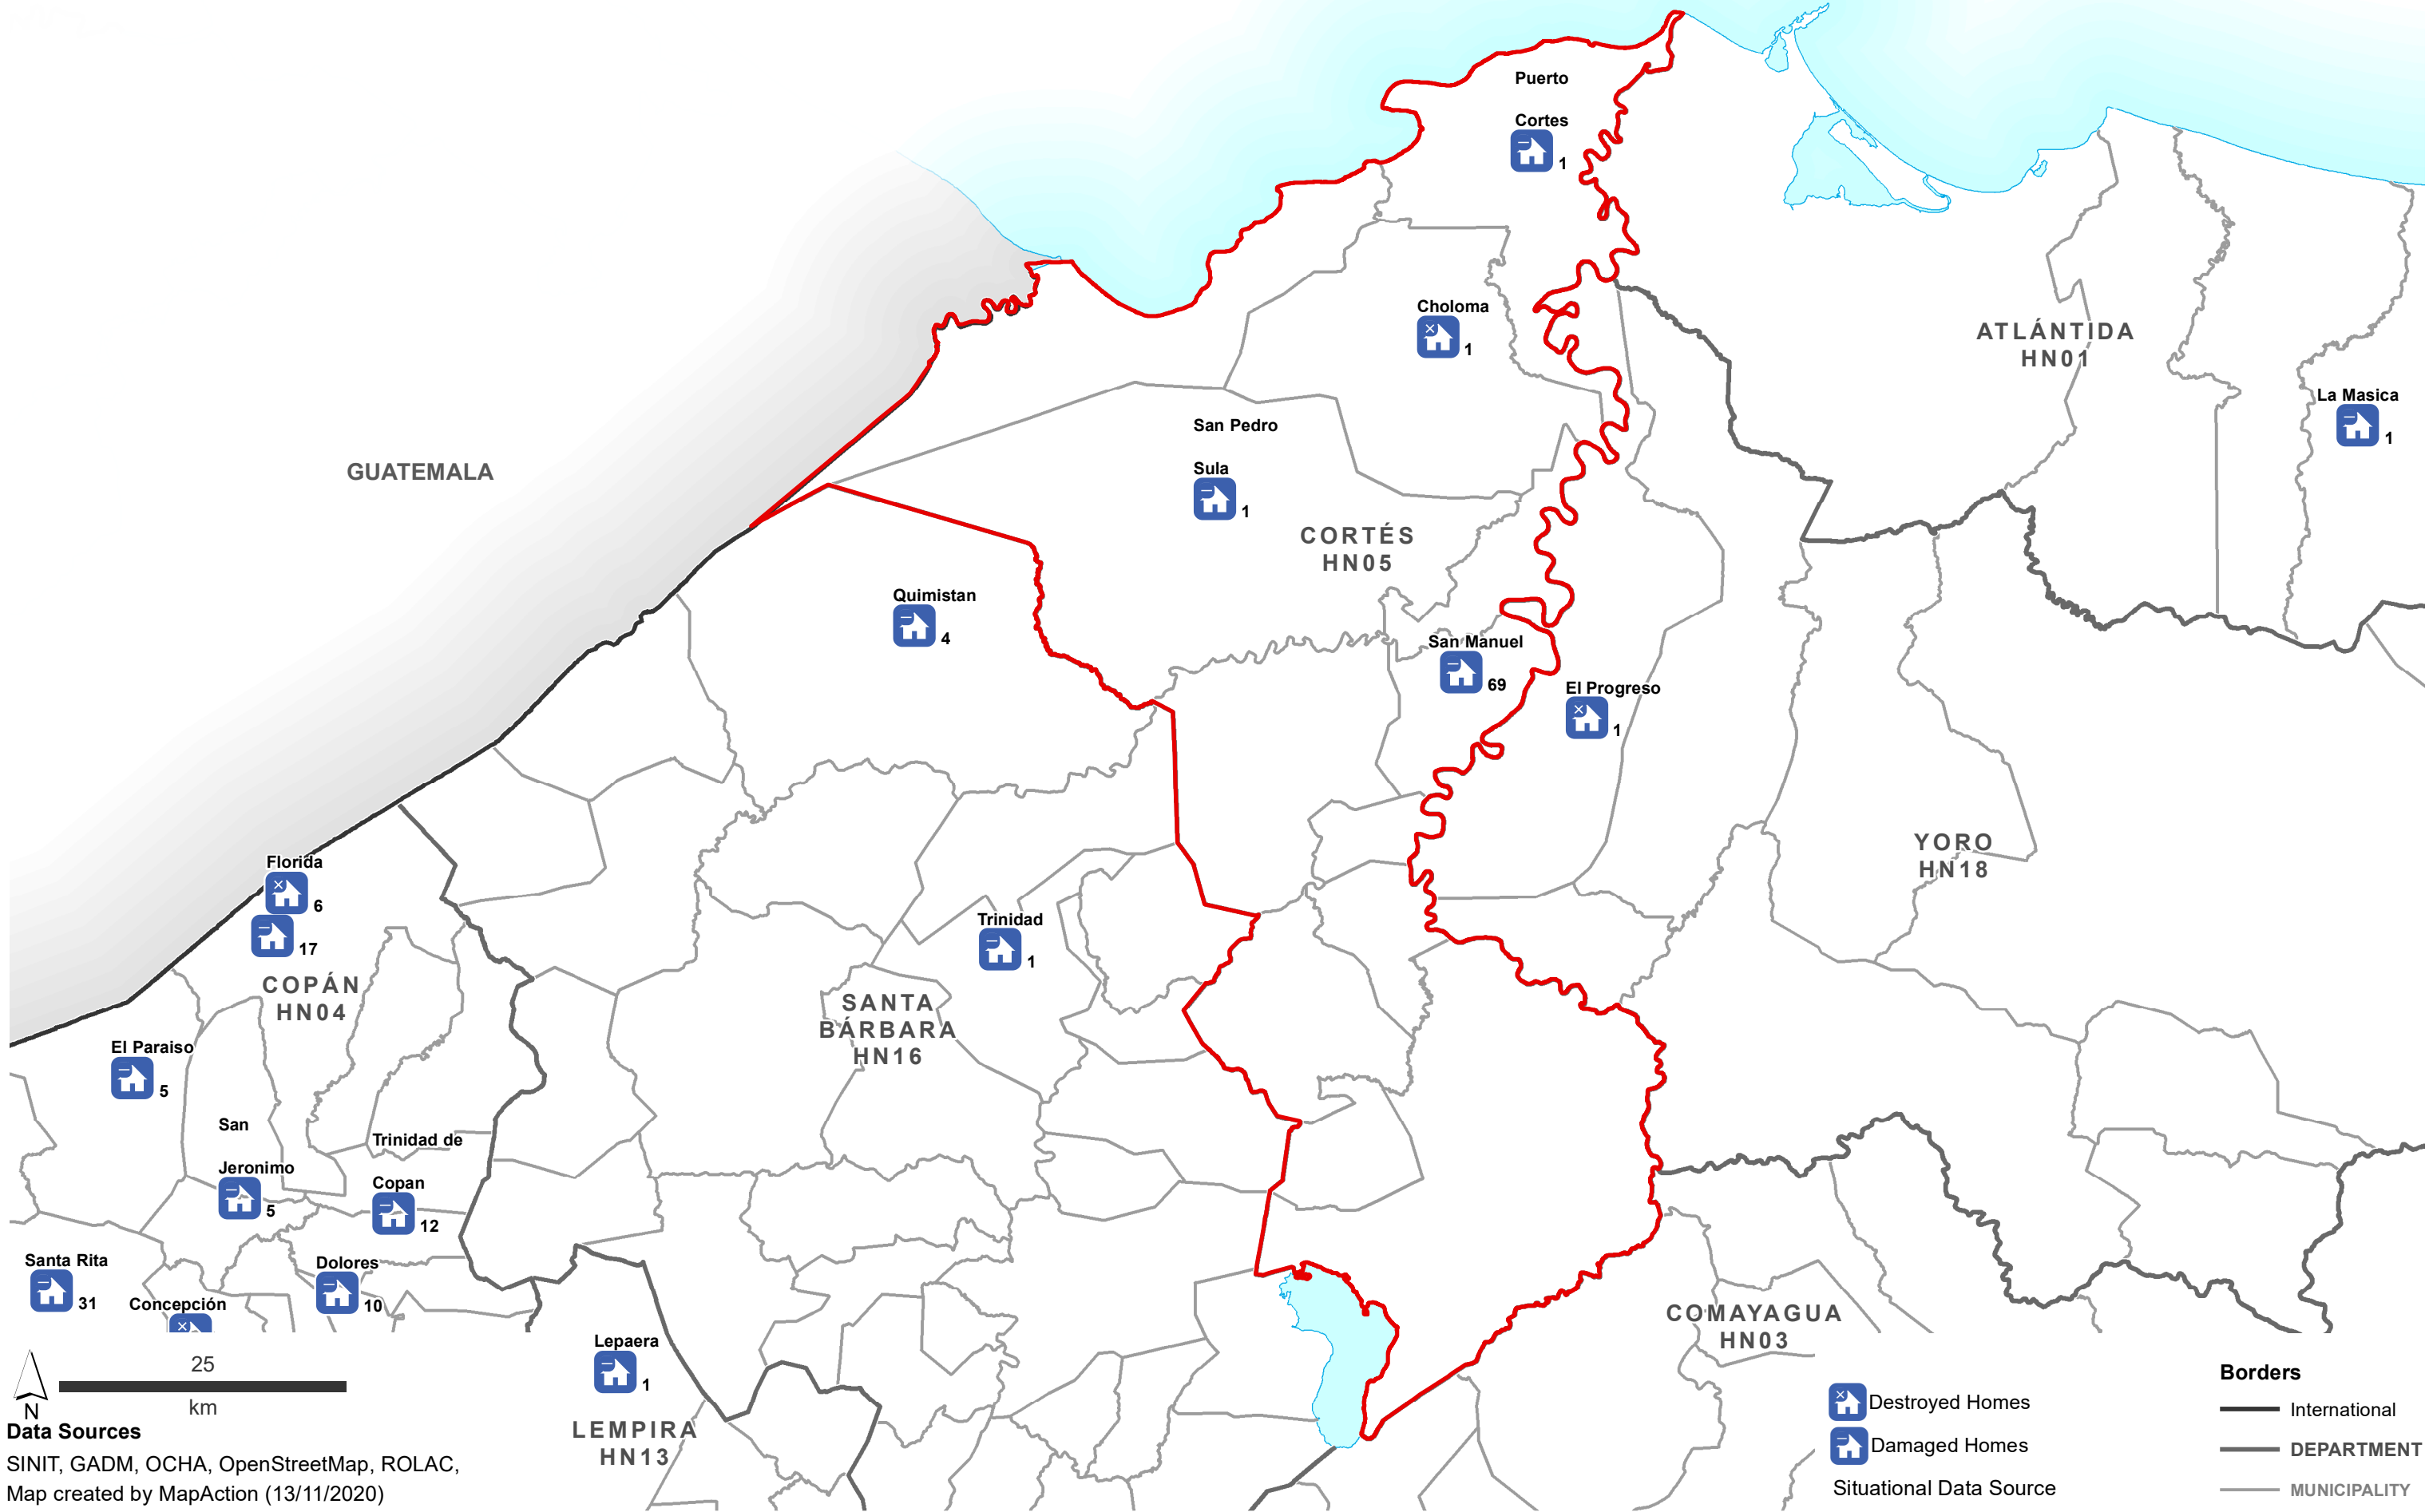 Puerto
Cortes
1
Choloma
1
ATLÁNTIDA
HN01
La Masica
1
GUATEMALA
San Pedro
Sula
1
CORTÉS
HN05
Quimistan
4
San Manuel
69
El Progreso
1
YORO
HN18
Florida
6
17
COPÁN
HN04
Trinidad
1
SANTA
BÁRBARA
HN16
El Paraiso
5
San
Jeronimo
5
Trinidad de
Copan
12
Santa Rita
31
Concepción
Dolores
10
Lepaera
1
LEMPIRA
HN13
COMAYAGUA
HN03
25
km
N
Data Sources
SINIT, GADM, OCHA, OpenStreetMap, ROLAC,
Map created by MapAction (13/11/2020)
Destroyed Homes
Damaged Homes
Situational Data Source
Borders
International
DEPARTMENT
MUNICIPALITY